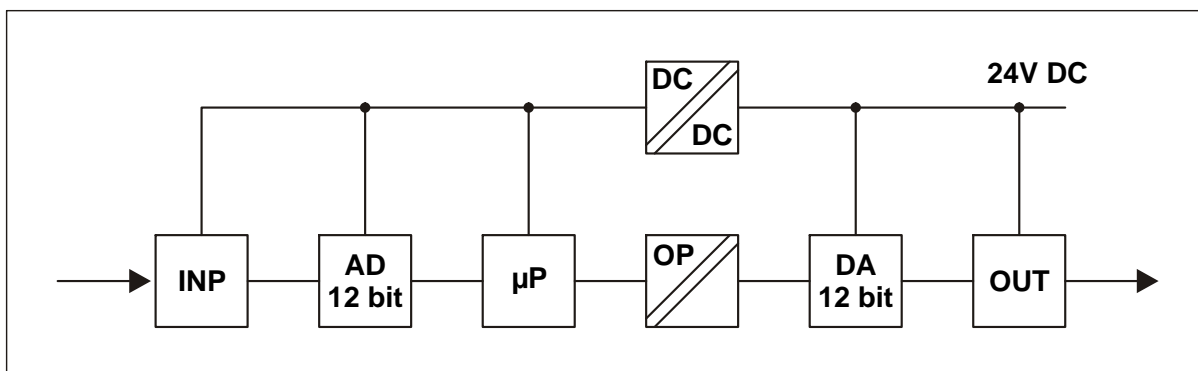 DC
DC
24V DC
INP
AD
12 bit
µP
OP
DA
12 bit
OUT